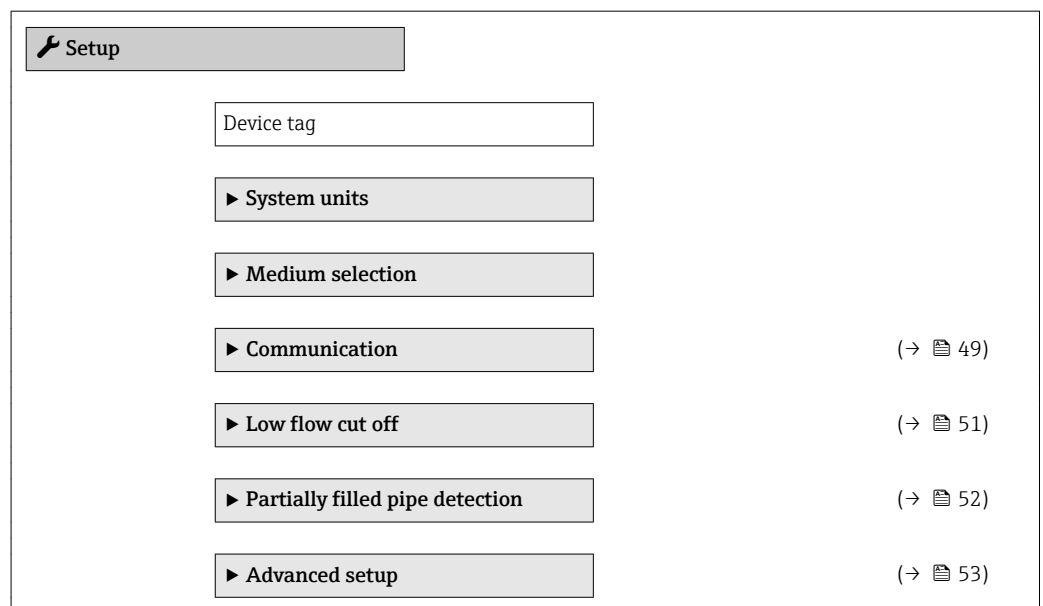 Setup
Device tag
▶ System units
▶ Medium selection
▶ Communication (→ 49)
▶ Low flow cut off (→ 51)
▶ Partially filled pipe detection (→ 52)
▶ Advanced setup (→ 53)